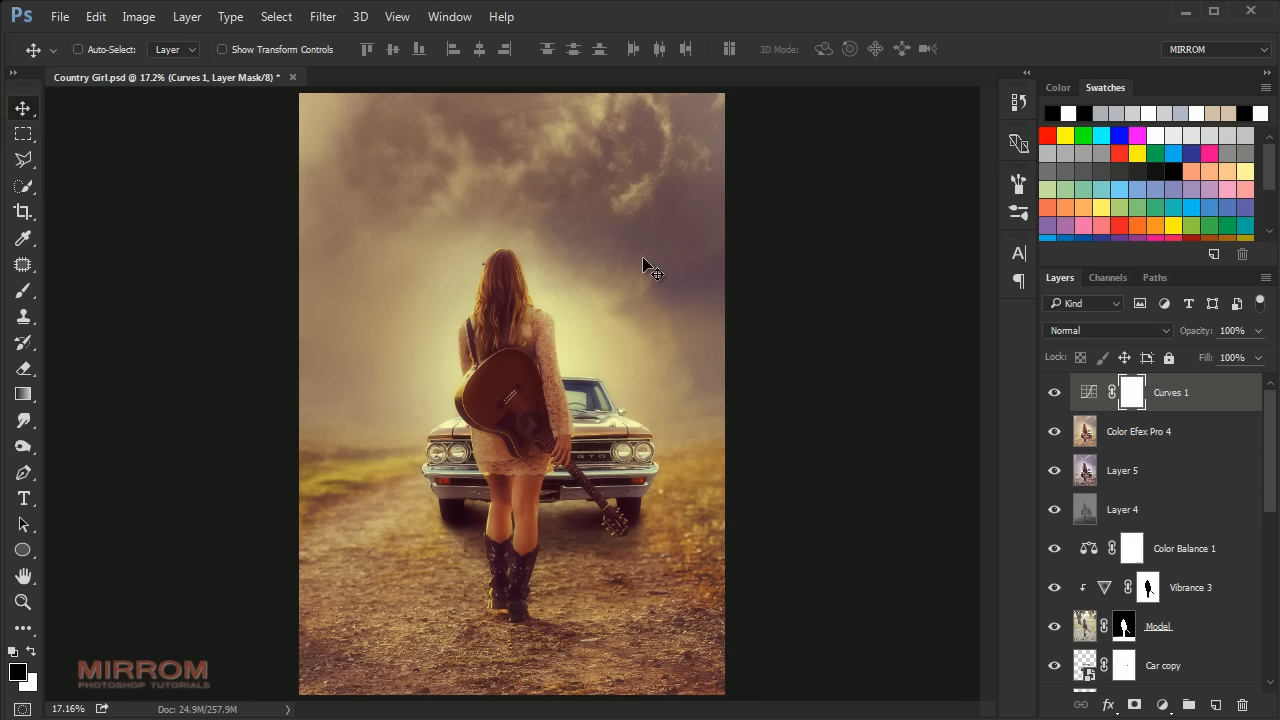 Ps File Edit Image Layer Type Select Filter 3D View Window Help
Auto-Select: Layer Show Transform Controls 3D Mode: MIRROM
Country Girl.psd @ 17.2% (Curves 1, Layer Mask/8) *
Color Swatches
A
Layers Channels Paths
Kind T
Normal Opacity: 100%
Lock: Fill: 100%
Curves 1
Color Efex Pro 4
Layer 5
Layer 4
Color Balance 1
Vibrance 3
Model
Car copy
T
GTO
MIRROM
PHOTOSHOP TUTORIALS
17.16% Doc: 24.9M/257.9M
fx